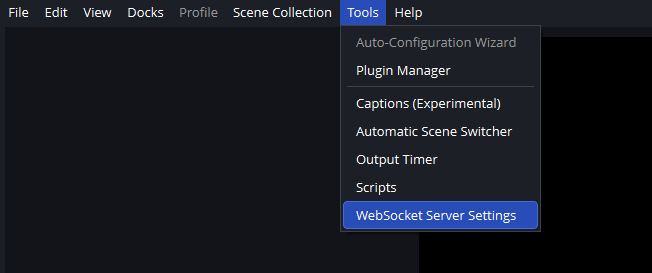 File Edit View Docks Profile Scene Collection Tools Help
Auto-Configuration Wizard
Plugin Manager
Captions (Experimental)
Automatic Scene Switcher
Output Timer
Scripts
WebSocket Server Settings